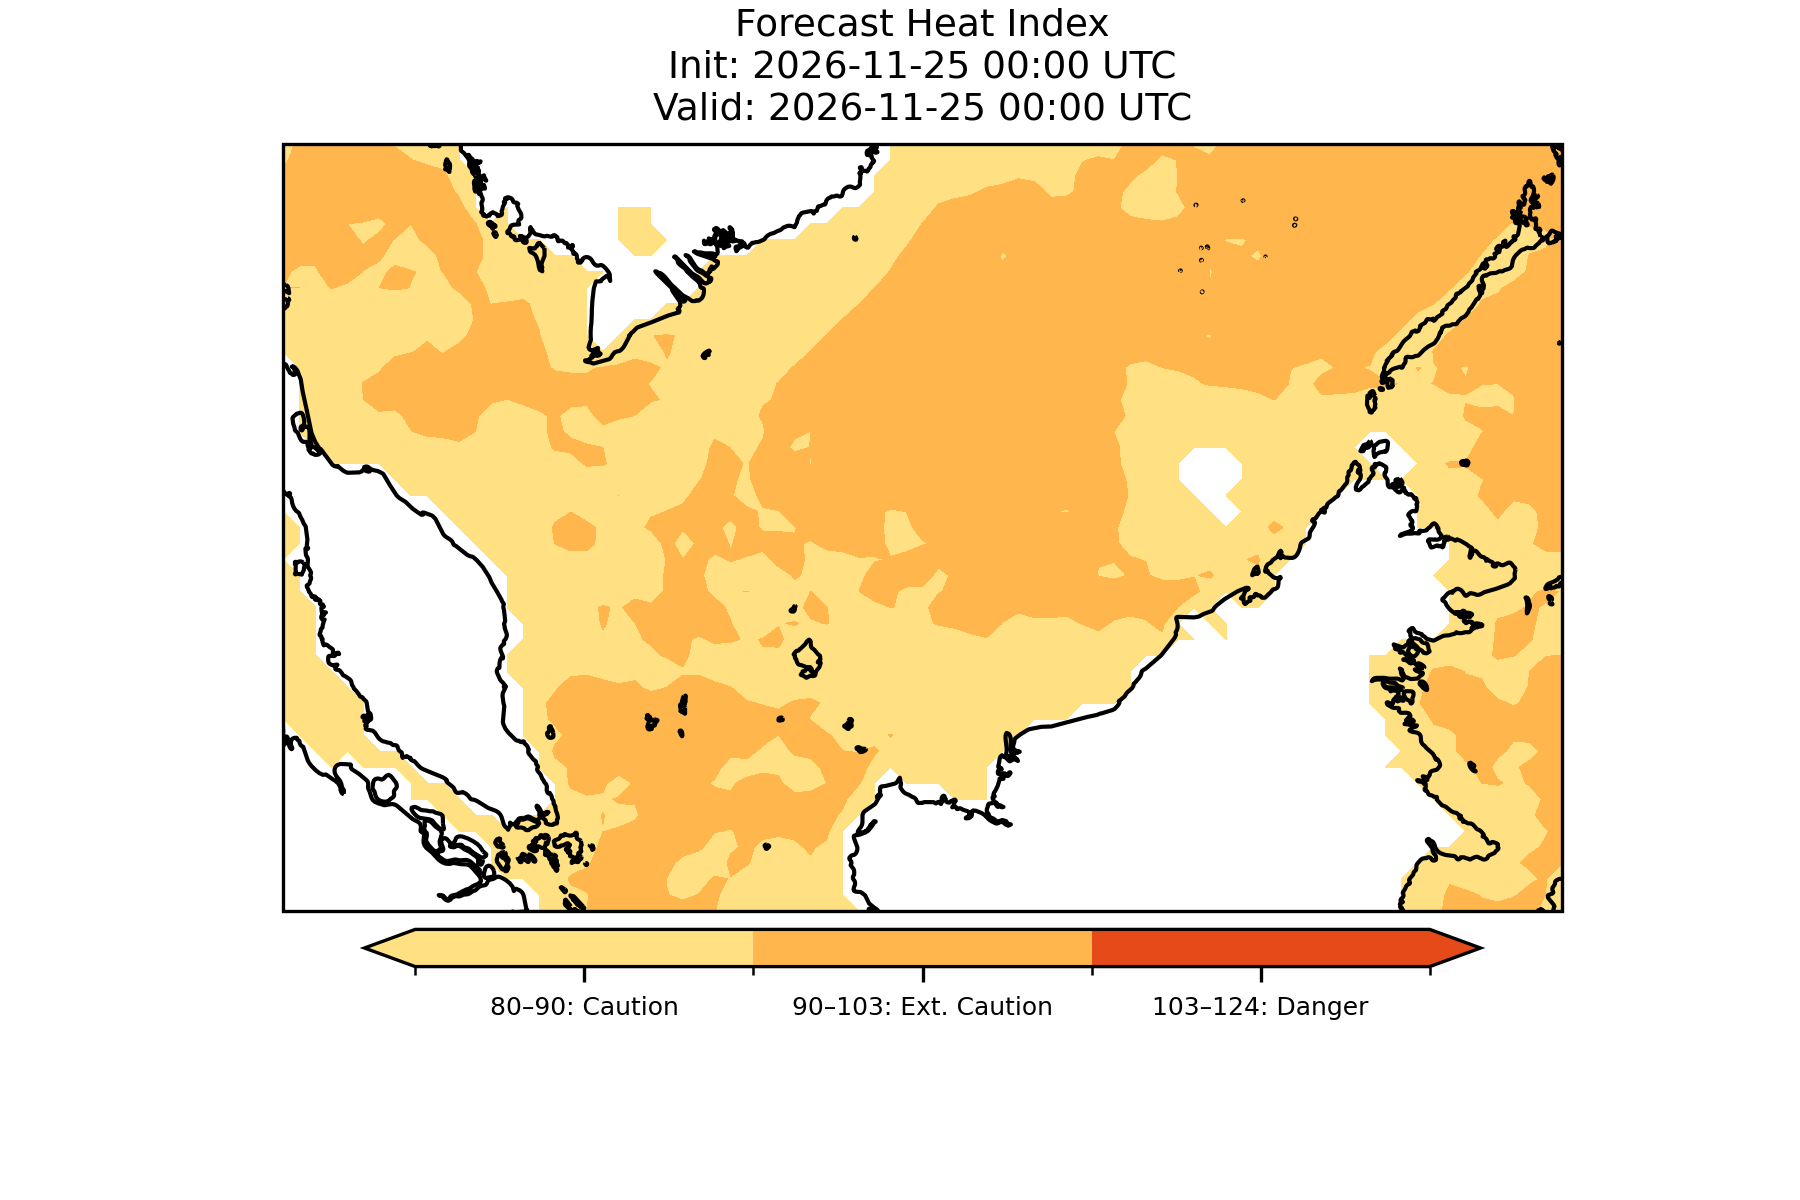 Forecast Heat Index
Init: 2026-11-25 00:00 UTC
Valid: 2026-11-25 00:00 UTC
80–90: Caution
90–103: Ext. Caution
103–124: Danger